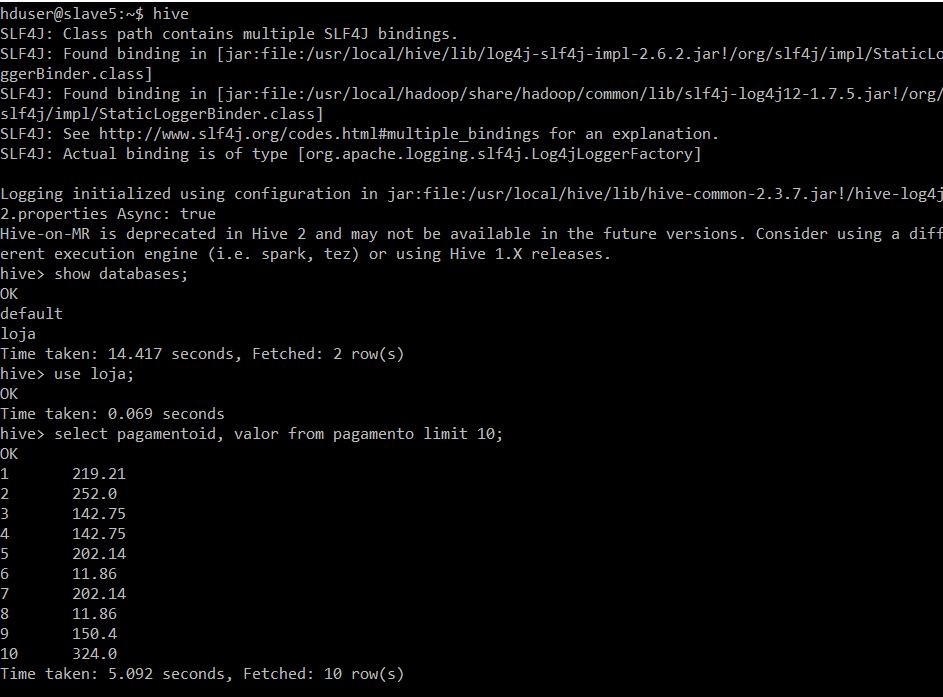 hduser@slave5:~$ hive
SLF4J: Class path contains multiple SLF4J bindings.
SLF4J: Found binding in [jar:file:/usr/local/hive/lib/log4j-slf4j-impl-2.6.2.jar!/org/slf4j/impl/StaticLo
ggerBinder.class]
SLF4J: Found binding in [jar:file:/usr/local/hadoop/share/hadoop/common/lib/slf4j-log4j12-1.7.5.jar!/org/
slf4j/impl/StaticLoggerBinder.class]
SLF4J: See http://www.slf4j.org/codes.html#multiple_bindings for an explanation.
SLF4J: Actual binding is of type [org.apache.logging.slf4j.Log4jLoggerFactory]

Logging initialized using configuration in jar:file:/usr/local/hive/lib/hive-common-2.3.7.jar!/hive-log4j
2.properties Async: true
Hive-on-MR is deprecated in Hive 2 and may not be available in the future versions. Consider using a diff
erent execution engine (i.e. spark, tez) or using Hive 1.X releases.
hive> show databases;
OK
default
loja
Time taken: 14.417 seconds, Fetched: 2 row(s)
hive> use loja;
OK
Time taken: 0.069 seconds
hive> select pagamentoid, valor from pagamento limit 10;
OK
1       219.21
2       252.0
3       142.75
4       142.75
5       202.14
6       11.86
7       202.14
8       11.86
9       150.4
10      324.0
Time taken: 5.092 seconds, Fetched: 10 row(s)